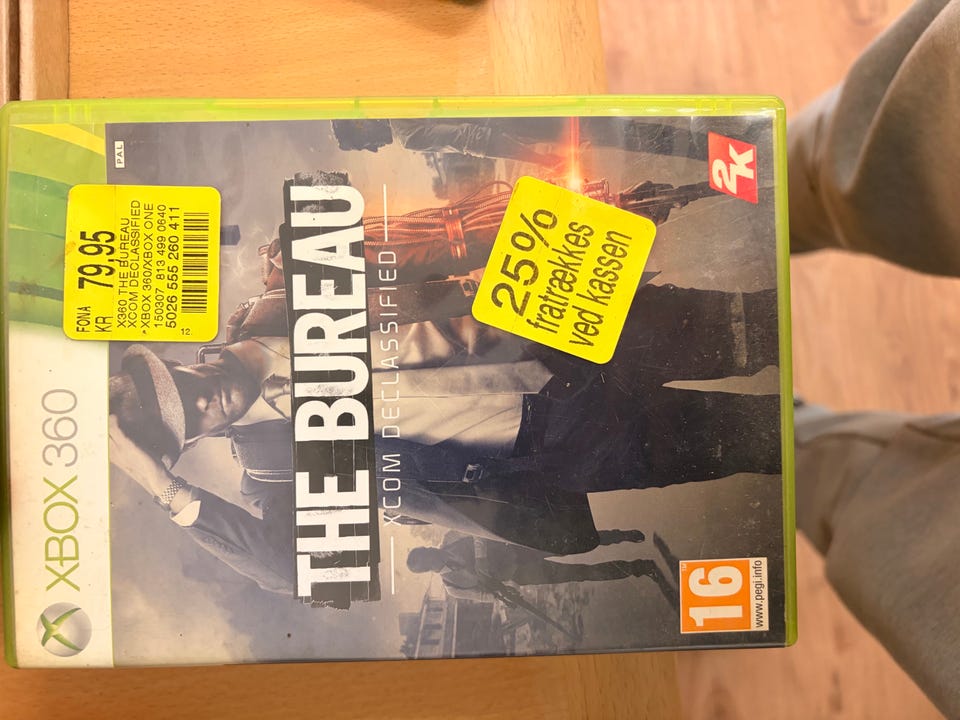 XBOX 360
PAL
FONA
KR
79,95
X360 THE BUREAU
XCOM DECLASSIFIED
*XBOX 360/XBOX ONE
150307 813 499 0640
5026 555 260 411
12.
THE BUREAU
XCOM DECLASSIFIED
25%
fratrækkes
ved kassen
2K
16
www.pegi.info